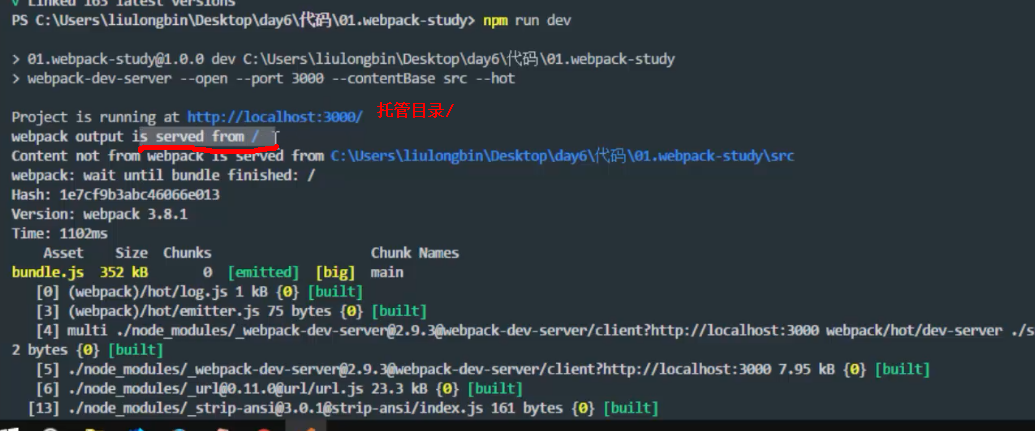 Linked 165 latest versions
PS C:\Users\liulongbin\Desktop\day6\代码\01.webpack-study> npm run dev
> 01.webpack-study@1.0.0 dev C:\Users\liulongbin\Desktop\day6\代码\01.webpack-study
> webpack-dev-server --open --port 3000 --contentBase src --hot
Project is running at http://localhost:3000/ 托管目录/
webpack output is served from /
Content not from webpack is served from C:\Users\liulongbin\Desktop\day6\代码\01.webpack-study\src
webpack: wait until bundle finished: /
Hash: 1e7cf9b3abc46066e013
Version: webpack 3.8.1
Time: 1102ms
Asset Size Chunks Chunk Names
bundle.js 352 kB 0 [emitted] [big] main
[0] (webpack)/hot/log.js 1 kB {0} [built]
[3] (webpack)/hot/emitter.js 75 bytes {0} [built]
[4] multi ./node_modules/_webpack-dev-server@2.9.3@webpack-dev-server/client?http://localhost:3000 webpack/hot/dev-server ./s
2 bytes {0} [built]
[5] ./node_modules/_webpack-dev-server@2.9.3@webpack-dev-server/client?http://localhost:3000 7.95 kB {0} [built]
[6] ./node_modules/_url@0.11.0@url/url.js 23.3 kB {0} [built]
[13] ./node_modules/_strip-ansi@3.0.1@strip-ansi/index.js 161 bytes {0} [built]